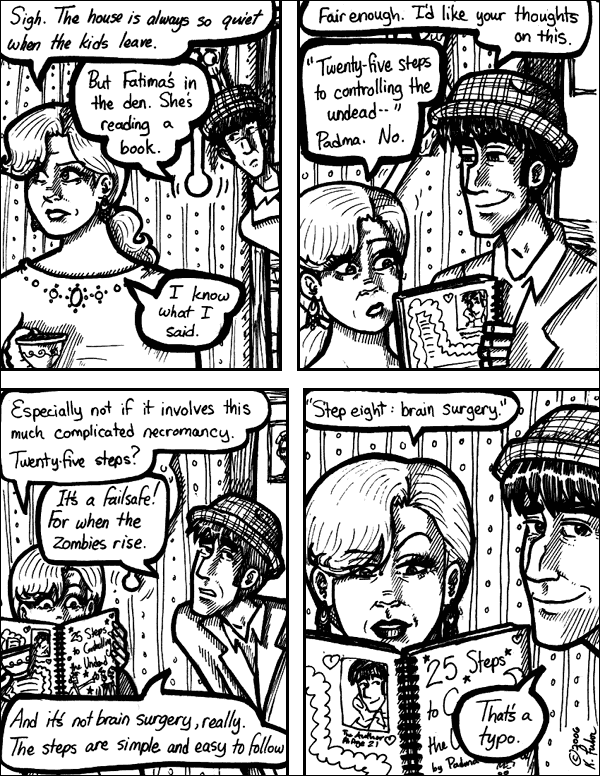 Sigh. The house is always so quiet
when the kids leave.
But Fatima's in
the den. She's
reading a
book.
I know
what I
said.
Fair enough. I'd like your thoughts
on this.
"Twenty-five steps
to controlling the
undead--"
Padma. No.
Especially not if it involves this
much complicated necromancy.
Twenty-five steps?
It's a failsafe!
For when the
zombies rise.
25 Steps
to Controlling
the Undead
And it's not brain surgery, really.
The steps are simple and easy to follow
"Step eight: brain surgery."
The Author
Age 21
25 Steps
to C
the U
by Padma
That's a
typo.
©2006